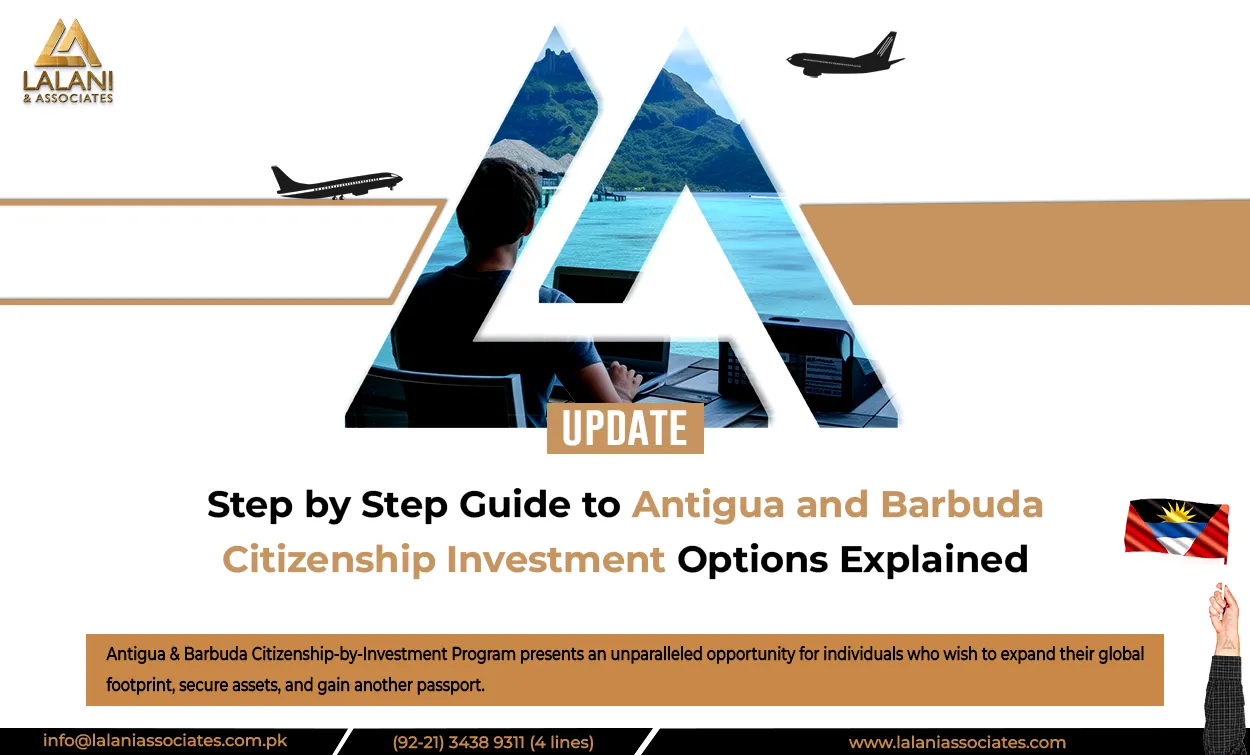 LALANI
& ASSOCIATES
UPDATE
Step by Step Guide to Antigua and Barbuda
Citizenship Investment Options Explained
Antigua & Barbuda Citizenship-by-Investment Program presents an unparalleled opportunity for individuals who wish to expand their global
footprint, secure assets, and gain another passport.
info@lalaniassociates.com.pk
(92-21) 3438 9311 (4 lines)
www.lalaniassociates.com